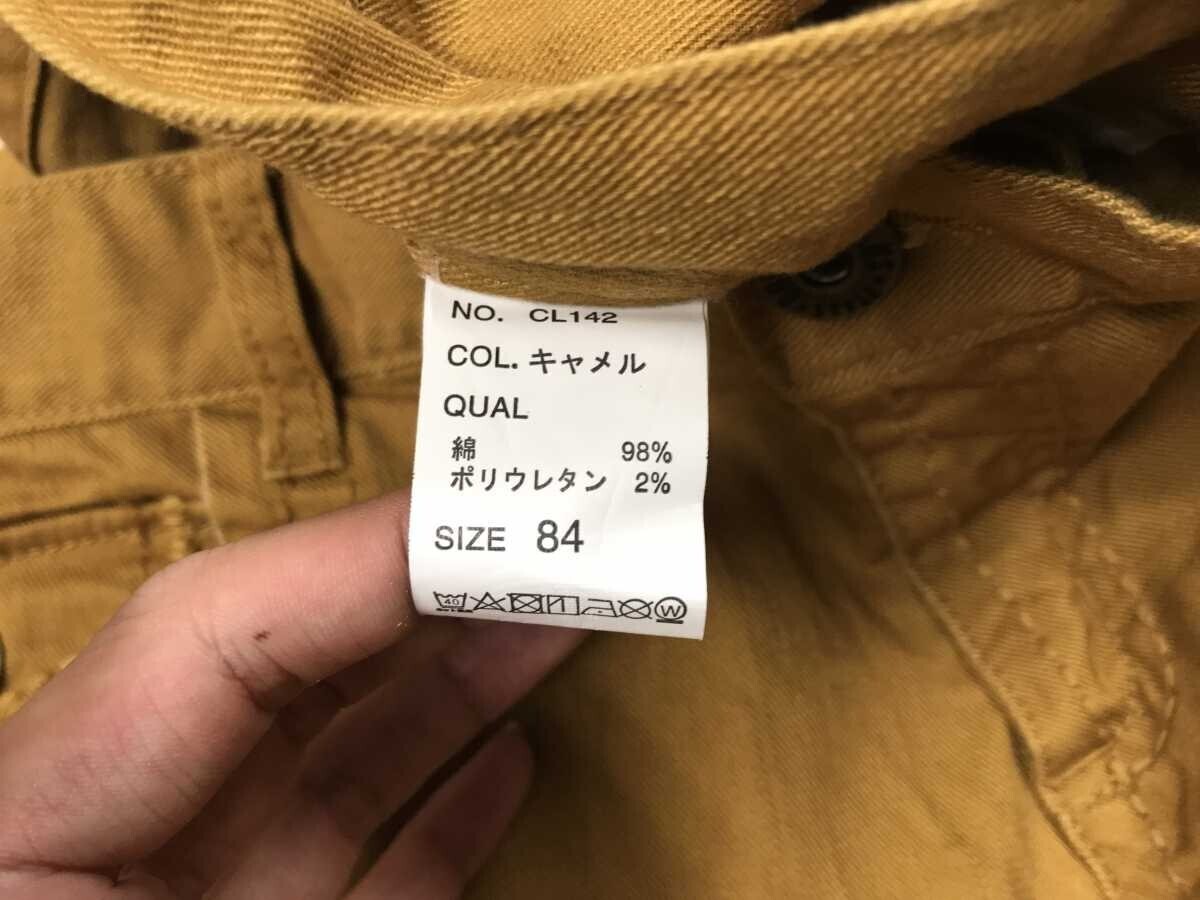 NO. CL142
COL. キャメル
QUAL
綿 98%
ポリウレタン 2%
SIZE 84
40 W